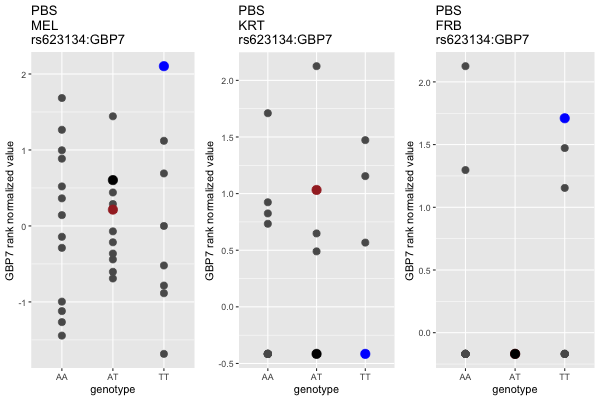 PBS
MEL
rs623134:GBP7
GBP7 rank normalized value
2
1
0
-1
AA
AT
TT
genotype
PBS
KRT
rs623134:GBP7
GBP7 rank normalized value
2.0
1.5
1.0
0.5
0.0
-0.5
AA
AT
TT
genotype
PBS
FRB
rs623134:GBP7
GBP7 rank normalized value
2.0
1.5
1.0
0.5
0.0
AA
AT
TT
genotype